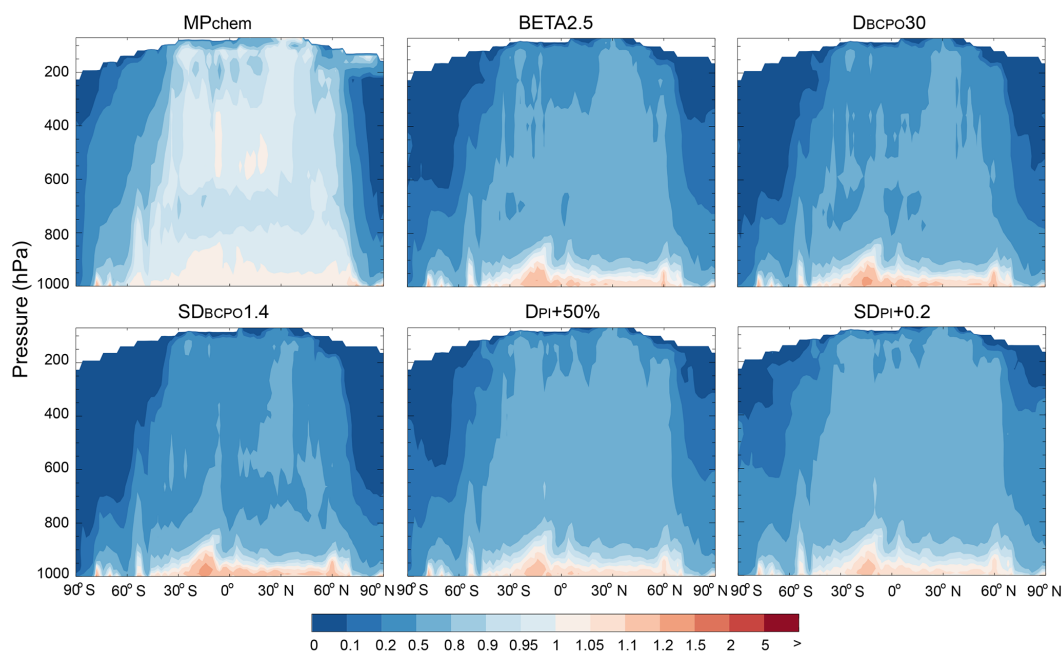 MPchem
BETA2.5
DBCPO30
200
400
600
800
1000
Pressure (hPa)
SDBCPO1.4
DPI+50%
SDPI+0.2
200
400
600
800
1000
90° S 60° S 30° S 0° 30° N 60° N 90° N
90° S 60° S 30° S 0° 30° N 60° N 90° N
90° S 60° S 30° S 0° 30° N 60° N 90° N
0 0.1 0.2 0.5 0.8 0.9 0.95 1 1.05 1.1 1.2 1.5 2 5 >